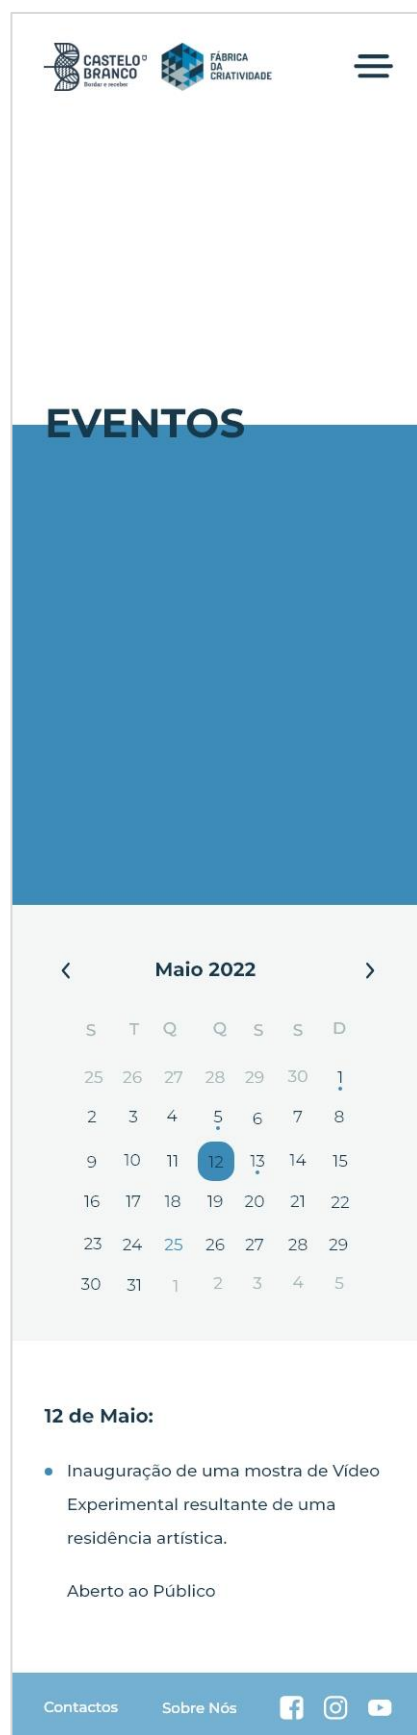 CASTELO
BRANCO
Bordar e receber
FÁBRICA
DA
CRIATIVIDADE
EVENTOS
Maio 2022
S T Q Q S S D
25 26 27 28 29 30 1
2 3 4 5 6 7 8
9 10 11 12 13 14 15
16 17 18 19 20 21 22
23 24 25 26 27 28 29
30 31 1 2 3 4 5
12 de Maio:
Inauguração de uma mostra de Vídeo
Experimental resultante de uma
residência artística.
Aberto ao Público
Contactos Sobre Nós